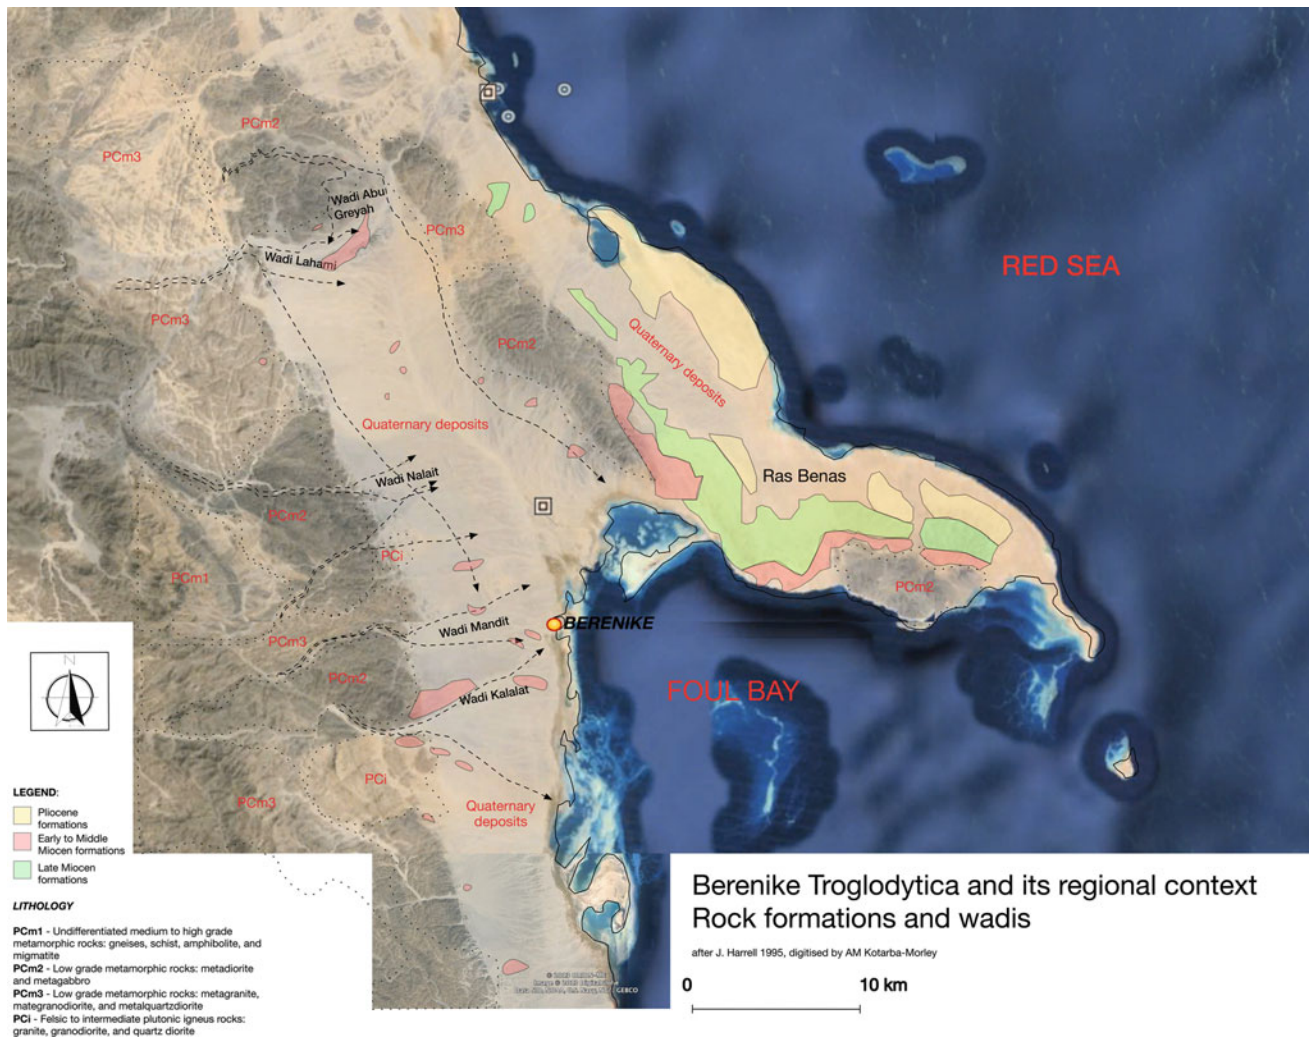 PCm2
PCm3
Wadi Abu
Greyah
PCm3
Wadi Lahami
RED SEA
PCm3
Quaternary deposits
PCm2
Quaternary deposits
Wadi Nalait
Ras Benas
PCm2
PCi
PCm1
PCm2
Wadi Mandit
BERENIKE
PCm3
PCm2
Wadi Kalalat
FOUL BAY
N
PCi
PCm3
Quaternary
deposits
LEGEND:
Pliocene
formations
Early to Middle
Miocen formations
Late Miocen
formations
LITHOLOGY
PCm1 - Undifferentiated medium to high grade
metamorphic rocks: gneises, schist, amphibolite, and
migmatite
PCm2 - Low grade metamorphic rocks: metadiorite
and metagabbro
PCm3 - Low grade metamorphic rocks: metagranite,
mategranodiorite, and metalquartzdiorite
PCi - Felsic to intermediate plutonic igneus rocks:
granite, granodiorite, and quartz diorite
Berenike Troglodytica and its regional context
Rock formations and wadis
after J. Harrell 1995, digitised by AM Kotarba-Morley
0
10 km
GEBCO